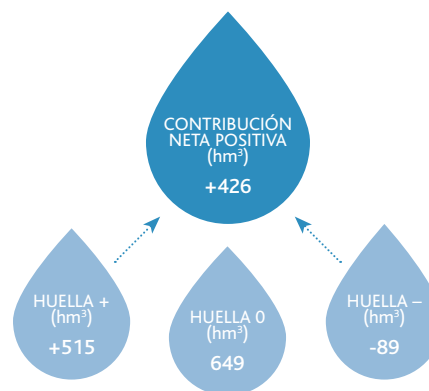 CONTRIBUCIÓN
NETA POSITIVA
(hm³)
+426
HUELLA +
(hm³)
+515
HUELLA 0
(hm³)
649
HUELLA –
(hm³)
-89